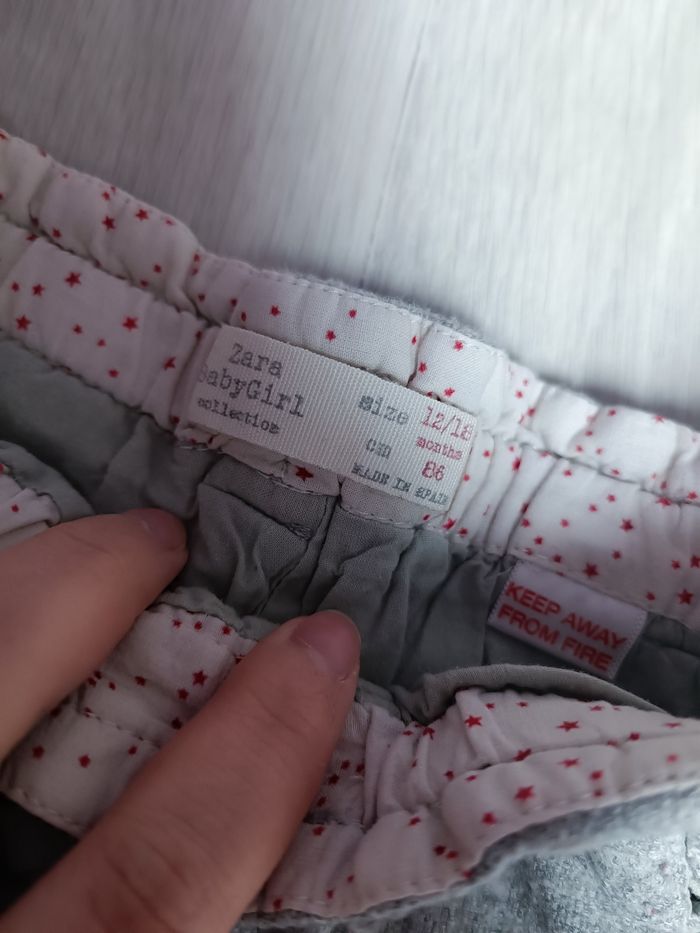 Zara
BabyGirl
collection
size 12/18
months
cm 86
MADE IN SPAIN
KEEP AWAY
FROM FIRE